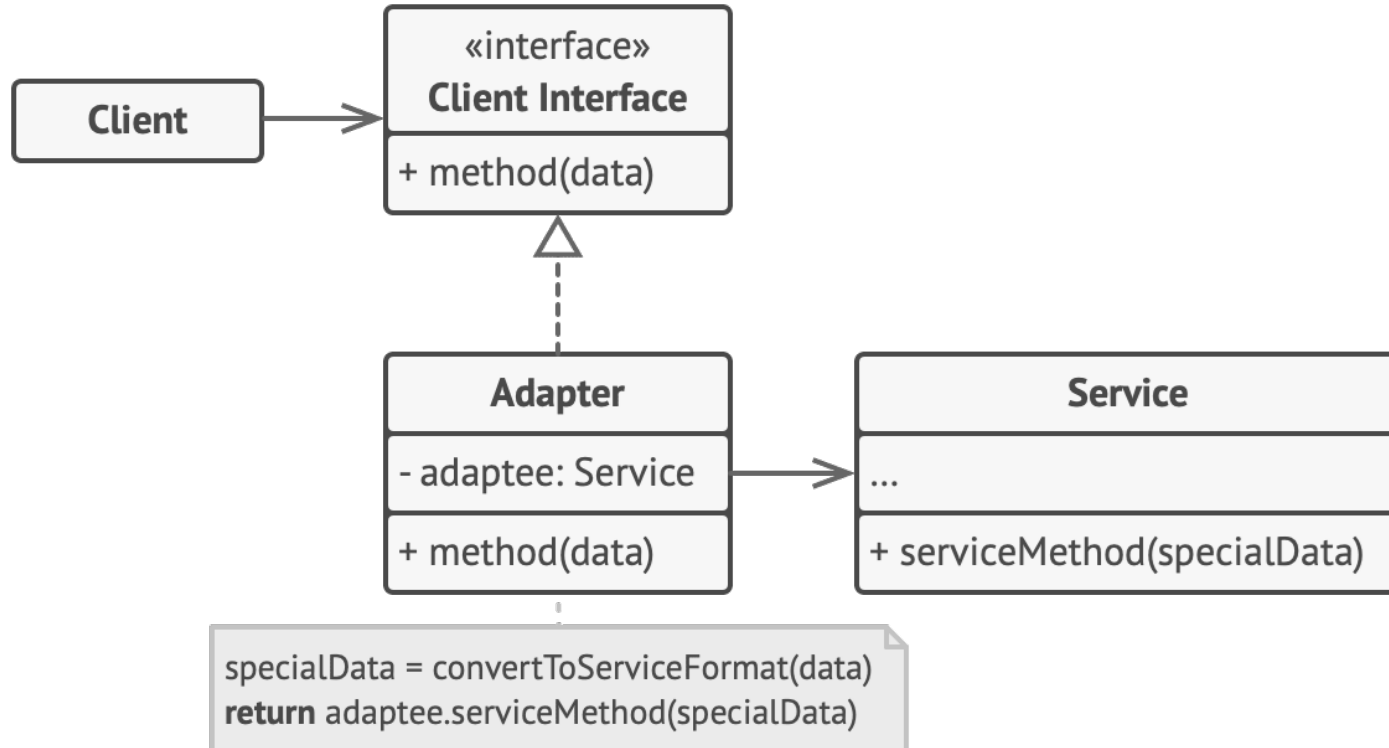 Client
«interface»
Client Interface
+ method(data)
Adapter
- adaptee: Service
+ method(data)
Service
...
+ serviceMethod(specialData)
specialData = convertToServiceFormat(data)
return adaptee.serviceMethod(specialData)